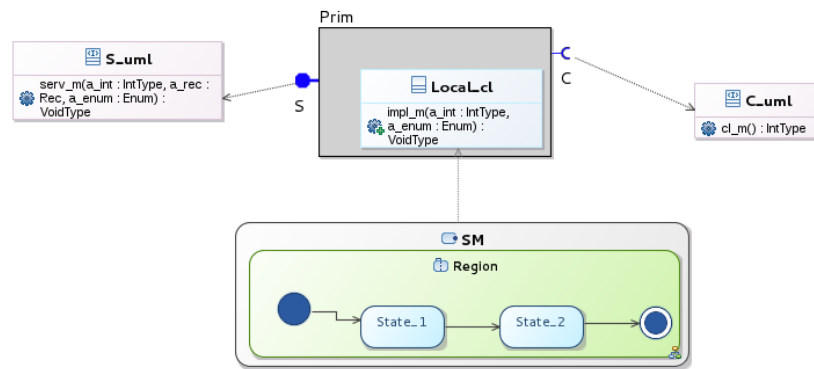 Prim
S_uml
serv_m(a_int : IntType, a_rec :
Rec, a_enum : Enum) :
VoidType
S
Local_cl
impl_m(a_int : IntType,
a_enum : Enum) :
VoidType
C
C_uml
cl_m() : IntType
SM
Region
State_1
State_2